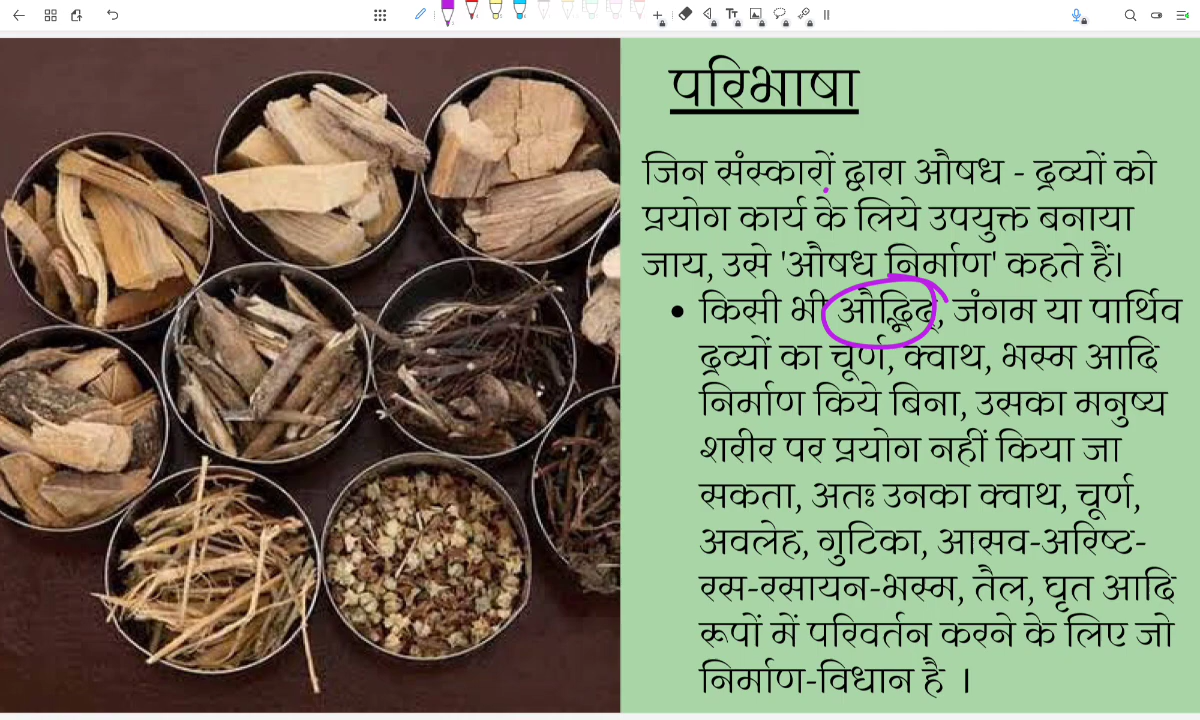 परिभाषा
जिन संस्कारों द्वारा औषध - द्रव्यों को
प्रयोग कार्य के लिये उपयुक्त बनाया
जाय, उसे 'औषध निर्माण' कहते हैं।
• किसी भी औद्भिद्, जंगम या पार्थिव
द्रव्यों का चूर्ण, क्वाथ, भस्म आदि
निर्माण किये बिना, उसका मनुष्य
शरीर पर प्रयोग नहीं किया जा
सकता, अतः उनका क्वाथ, चूर्ण,
अवलेह, गुटिका, आसव-अरिष्ट-
रस-रसायन-भस्म, तैल, घृत आदि
रूपों में परिवर्तन करने के लिए जो
निर्माण-विधान है ।